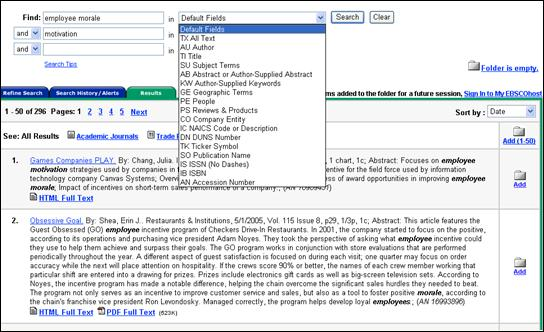 Find: employee morale in Default Fields Search Clear
and motivation in
and in
Search Tips
Default Fields
TX All Text
AU Author
TI Title
SU Subject Terms
AB Abstract or Author-Supplied Abstract
KW Author-Supplied Keywords
GE Geographic Terms
PE People
PS Reviews & Products
CO Company Entity
IC NAICS Code or Description
DN DUNS Number
TK Ticker Symbol
SO Publication Name
IS ISSN (No Dashes)
IB ISBN
AN Accession Number
Folder is empty.
Refine Search Search History/Alerts Results
ms added to the folder for a future session, Sign In to My EBSCOhost
1 - 50 of 296 Pages: 1 2 3 4 5 Next Sort by : Date
See: All Results Academic Journals Trade Add (1-50)
1. Games Companies PLAY. By: Chang, Julia. 1 chart, 1c; Abstract: Focuses on employee
motivation strategies used by companies in entive for the field force used by information
technology company Canvas Systems; Overv es of award opportunities in improving employee
morale; Impact of incentives on short-term sales performance of a company.; (AN
HTML Full Text
Add
2. Obsessive Goal. By: Shea, Erin J.. Restaurants & Institutions, 5/1/2005, Vol. 115 Issue 8, p29, 1/3p, 1c; Abstract: This article features the
Guest Obsessed (GO) employee incentive program of Checkers Drive-In Restaurants. In 2001, the company started to focus on the positive,
according to its operations and purchasing vice president Adam Noyes. They took the perspective of asking what employee incentive could
they use to help them achieve and surpass their goals. The GO program works in conjunction with store evaluations that are performed
periodically throughout the year. A different aspect of guest satisfaction is focused on during each visit; one quarter may focus on order
accuracy while the next will place attention on hospitality. If the crews score 90% or better, the names of each crew member working that
particular shift are entered into a drawing for prizes. Prizes include electronic gift cards as well as big-screen television sets. According to
Noyes, the incentive program has made a notable difference, helping the chain overcome the significant sales hurdles they needed to beat.
The program not only serves as an incentive to improve customer service and sales, but also as a tool to foster positive morale, according to
the chain's franchise vice president Ron Levondosky. Managed correctly, the program helps develop loyal employees.; (AN 16993896)
HTML Full Text PDF Full Text (623K)
Add